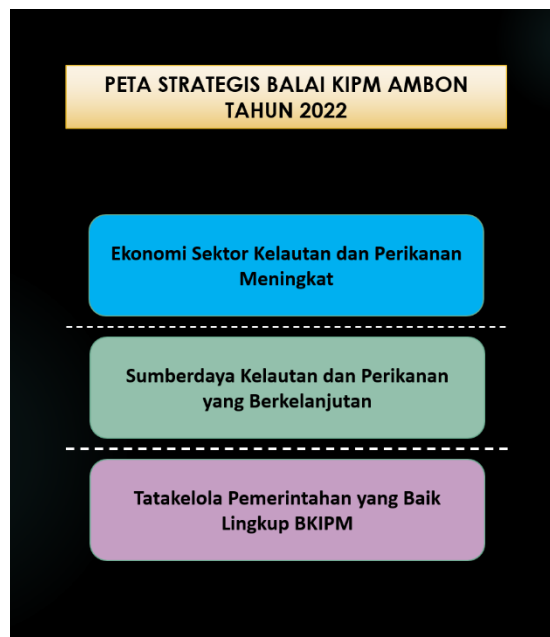 PETA STRATEGIS BALAI KIPM AMBON
TAHUN 2022
Ekonomi Sektor Kelautan dan Perikanan
Meningkat
Sumberdaya Kelautan dan Perikanan
yang Berkelanjutan
Tatakelola Pemerintahan yang Baik
Lingkup BKIPM